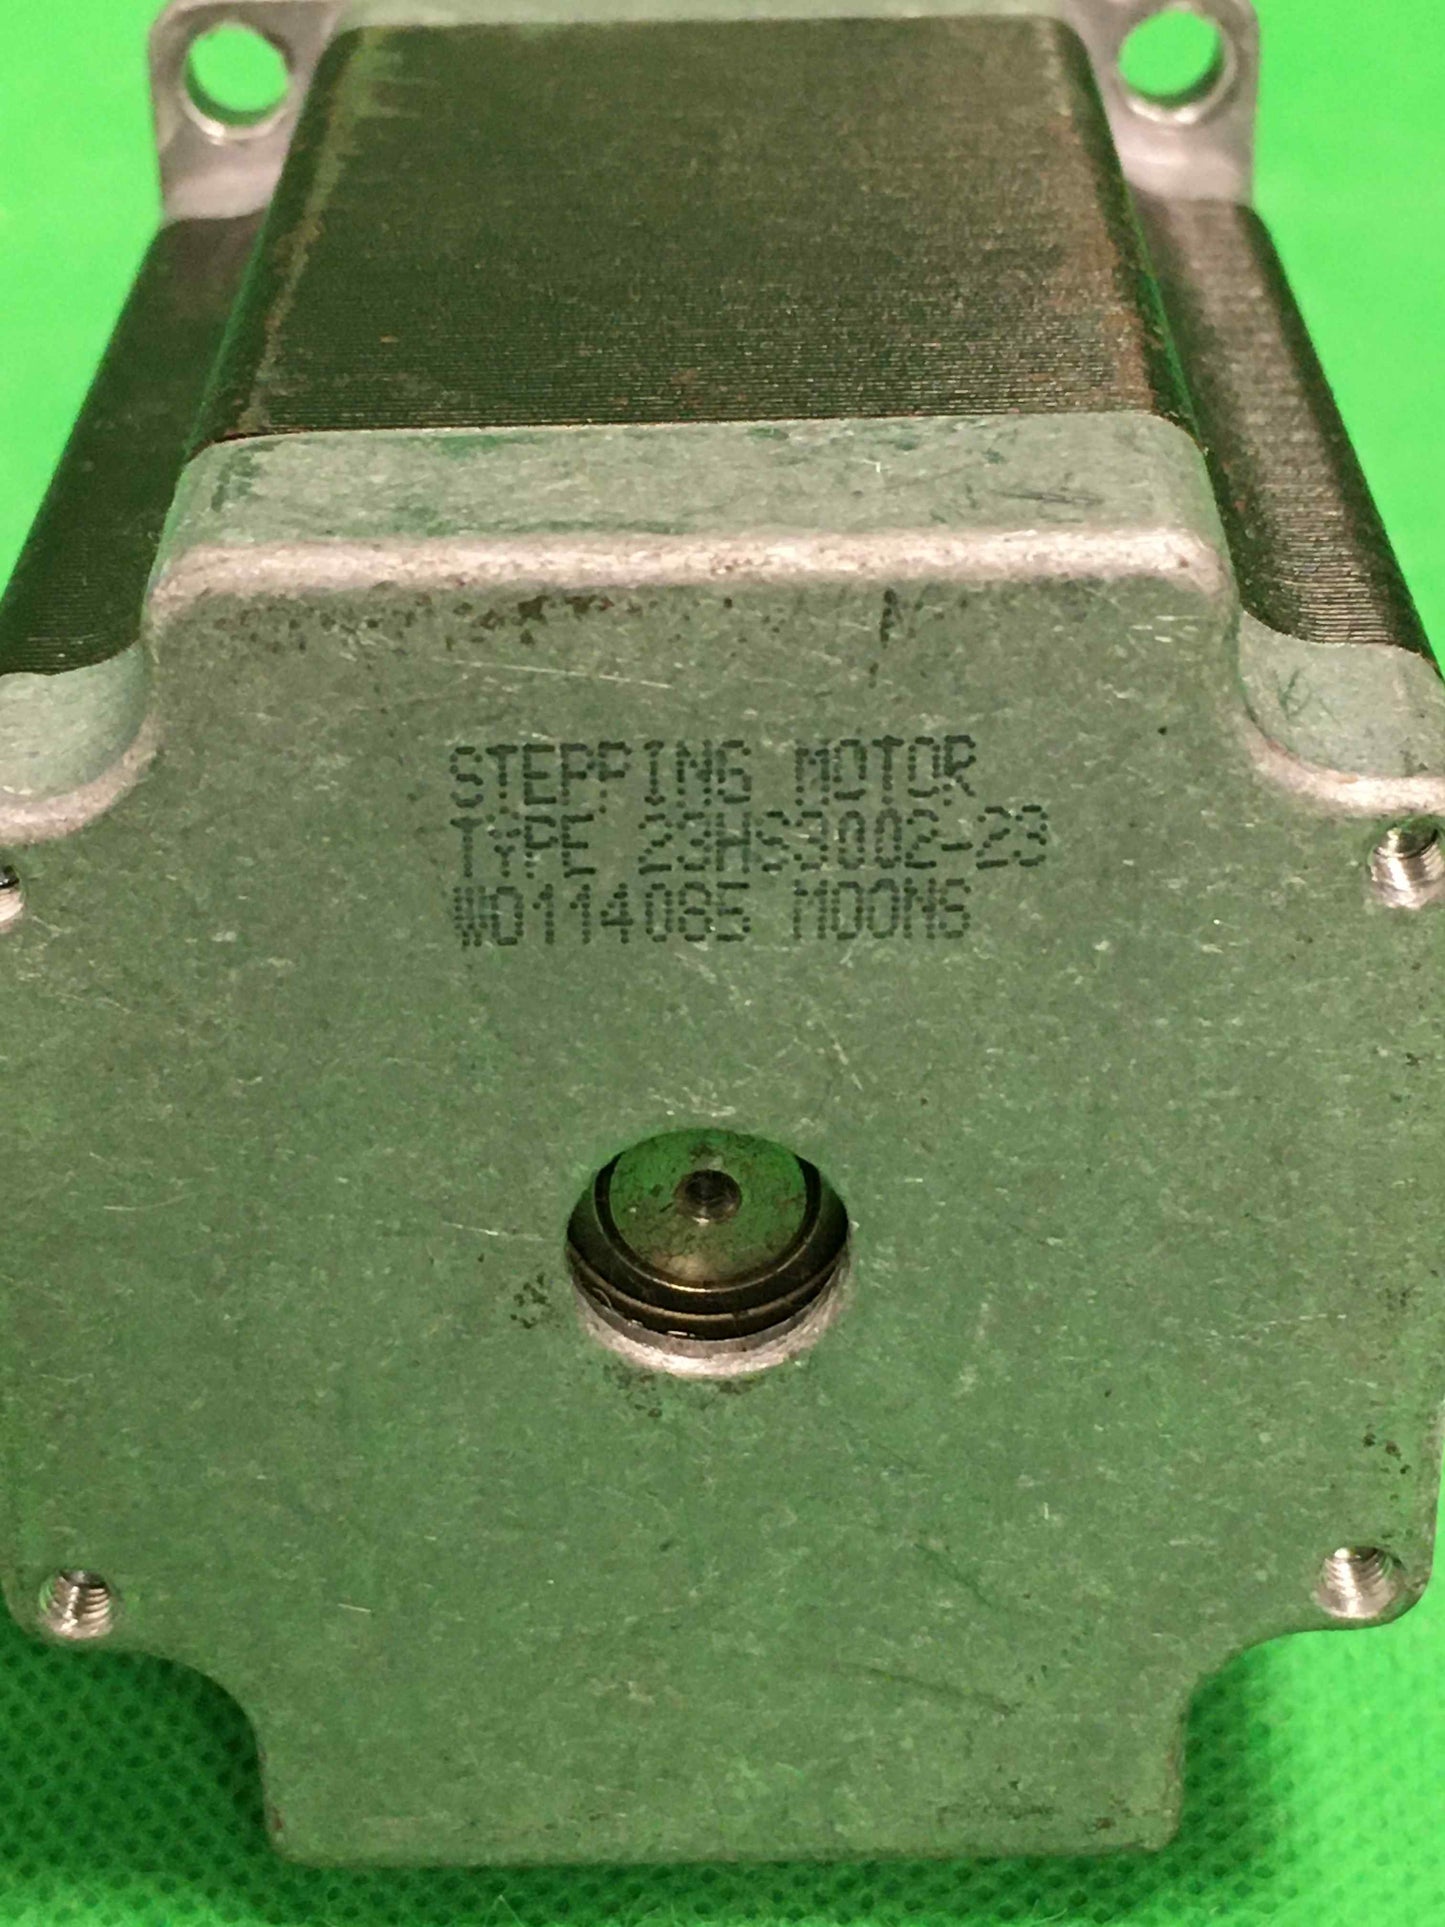 STEPPING MOTOR
TYPE 23HS3002-23
W0114085 MOONS